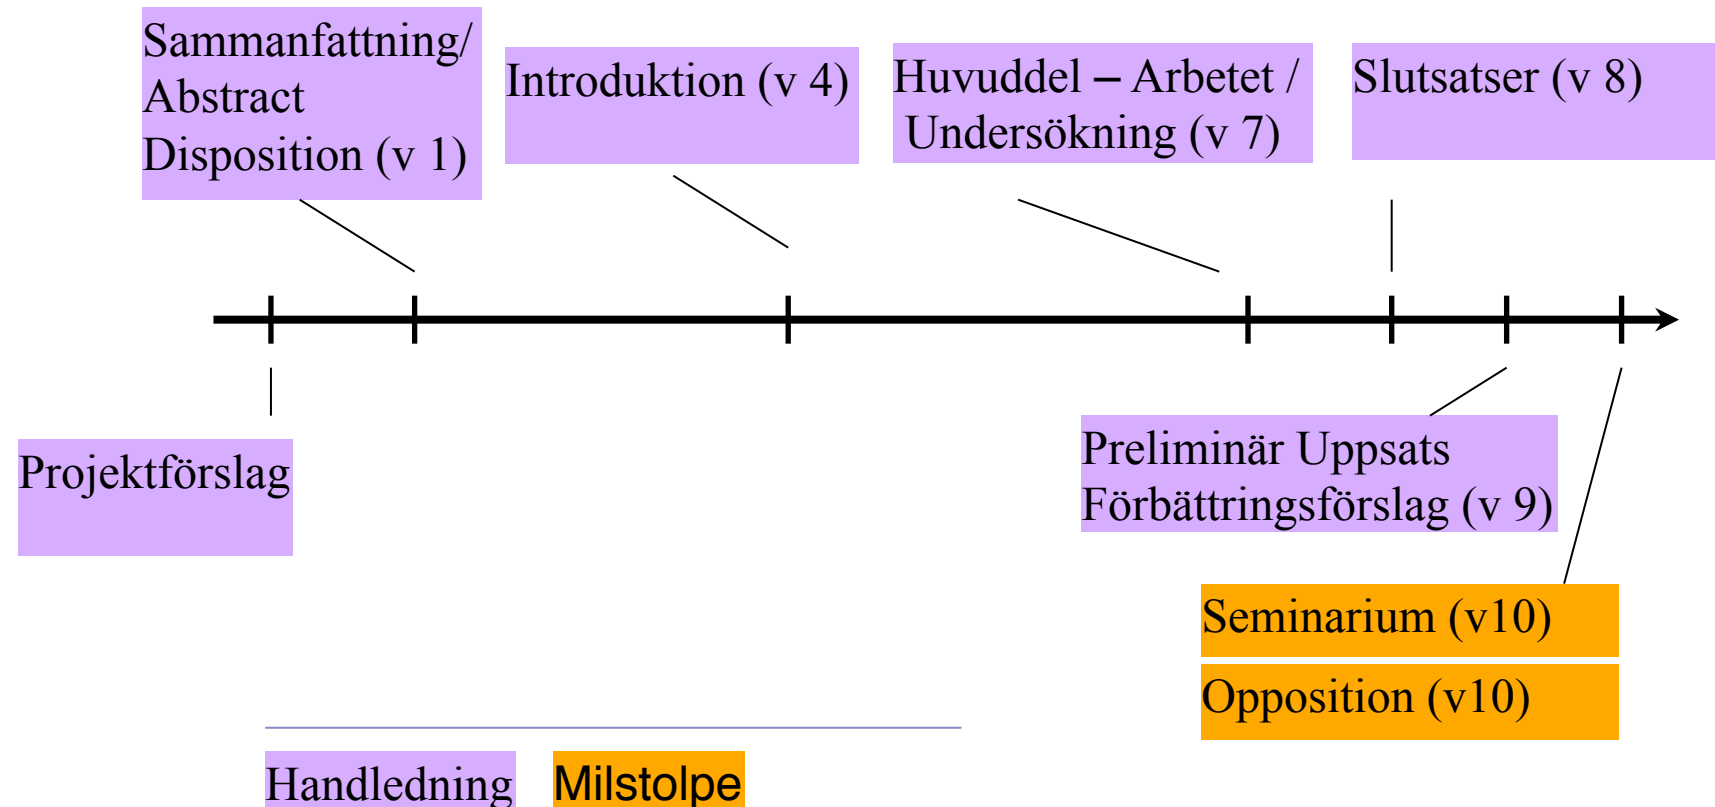 Sammanfattning/
Abstract
Disposition (v 1)
Introduktion (v 4)
Huvuddel – Arbetet /
Undersökning (v 7)
Slutsatser (v 8)
Projektförslag
Preliminär Uppsats
Förbättringsförslag (v 9)
Seminarium (v10)
Opposition (v10)
Handledning
Milstolpe